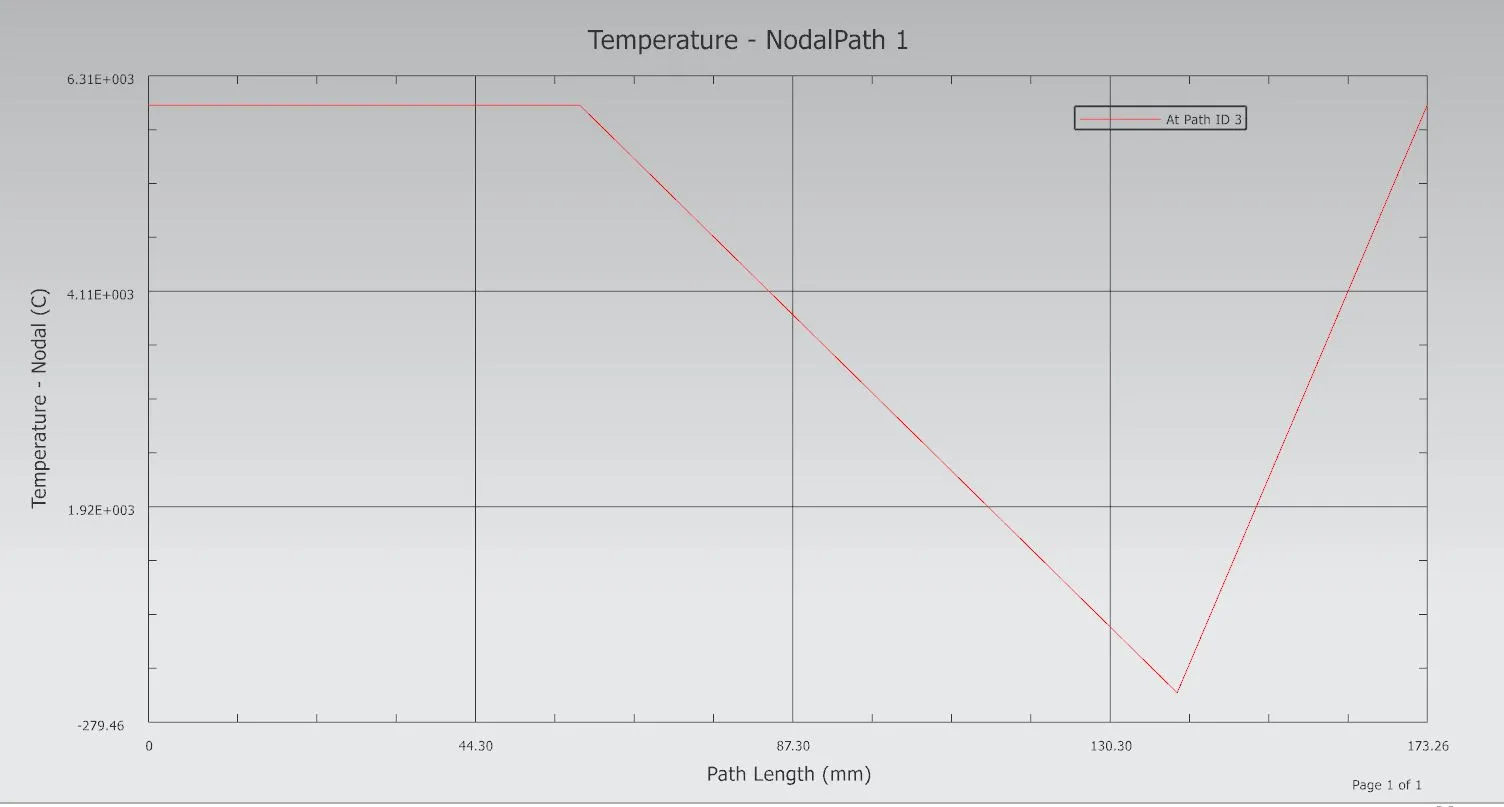 Temperature - NodalPath 1
6.31E+003
4.11E+003
1.92E+003
-279.46
Temperature - Nodal (C)
At Path ID 3
0
44.30
87.30
130.30
173.26
Path Length (mm)
Page 1 of 1